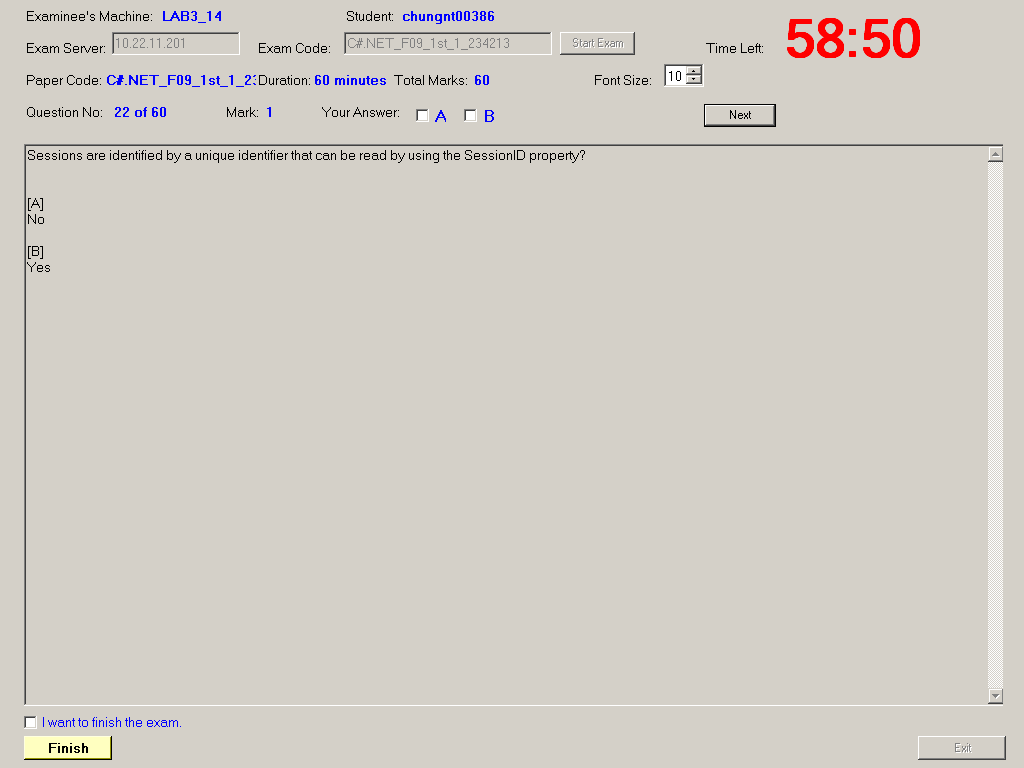 Examinee's Machine: LAB3_14 Student: chungnt00386
Exam Server: 10.22.11.201 Exam Code: C#.NET_F09_1st_1_234213 Start Exam Time Left: 58:50
Paper Code: C#.NET_F09_1st_1_23 Duration: 60 minutes Total Marks: 60 Font Size: 10
Question No: 22 of 60 Mark: 1 Your Answer: A B Next
Sessions are identified by a unique identifier that can be read by using the SessionID property?
[A]
No
[B]
Yes
I want to finish the exam.
Finish Exit